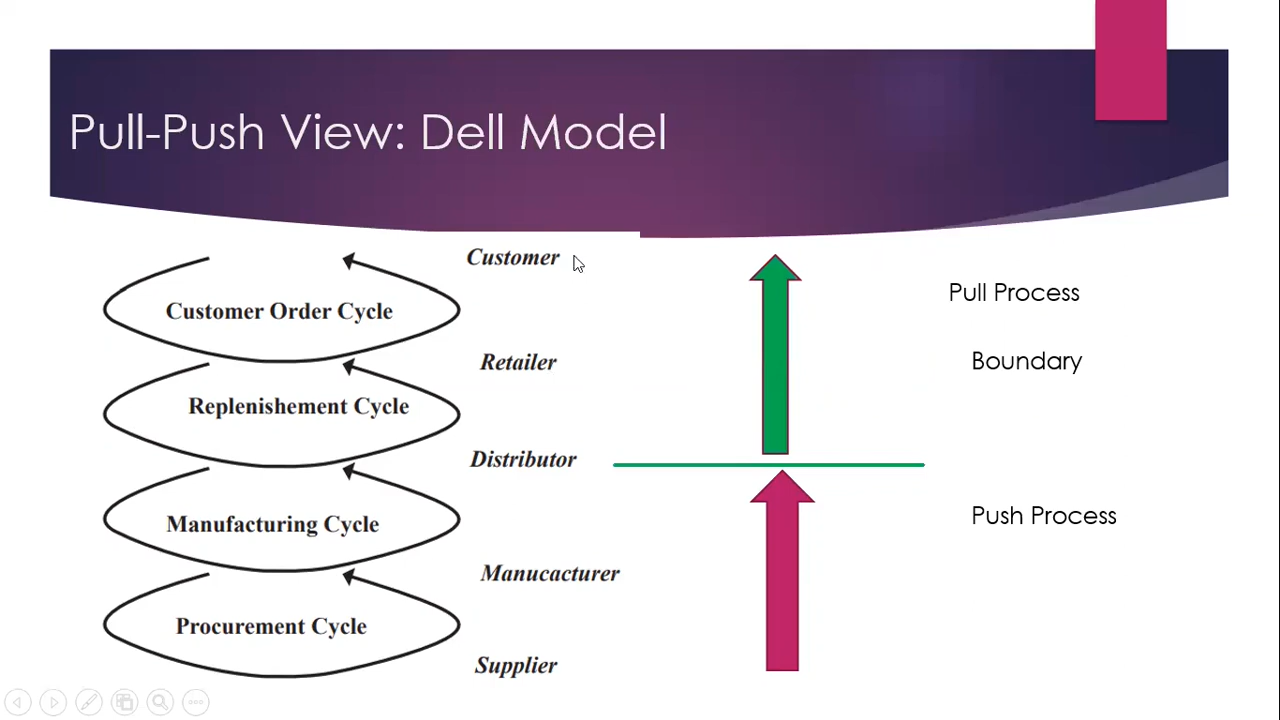 Pull-Push View: Dell Model
Customer
Pull Process
Customer Order Cycle
Retailer
Boundary
Replenishement Cycle
Distributor
Manufacturing Cycle
Push Process
Manucacturer
Procurement Cycle
Supplier